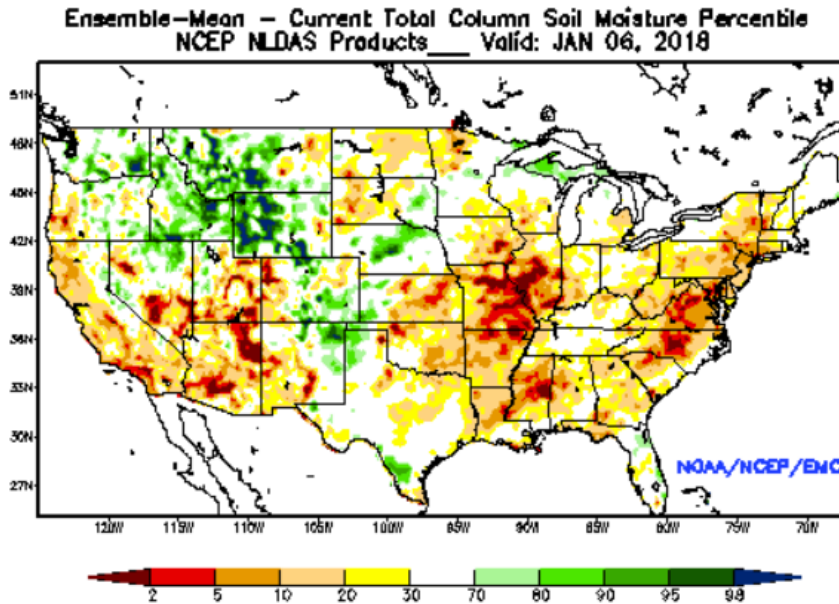 Ensemble-Mean - Current Total Column Soil Moisture Percentile
NCEP NLDAS Products___ Valid: JAN 06, 2018
51N
48N
45N
42N
39N
36N
33N
30N
27N
NOAA/NCEP/EMC
120W 115W 110W 105W 100W 95W 90W 85W 80W 75W 70W
2 5 10 20 30 70 80 90 95 98